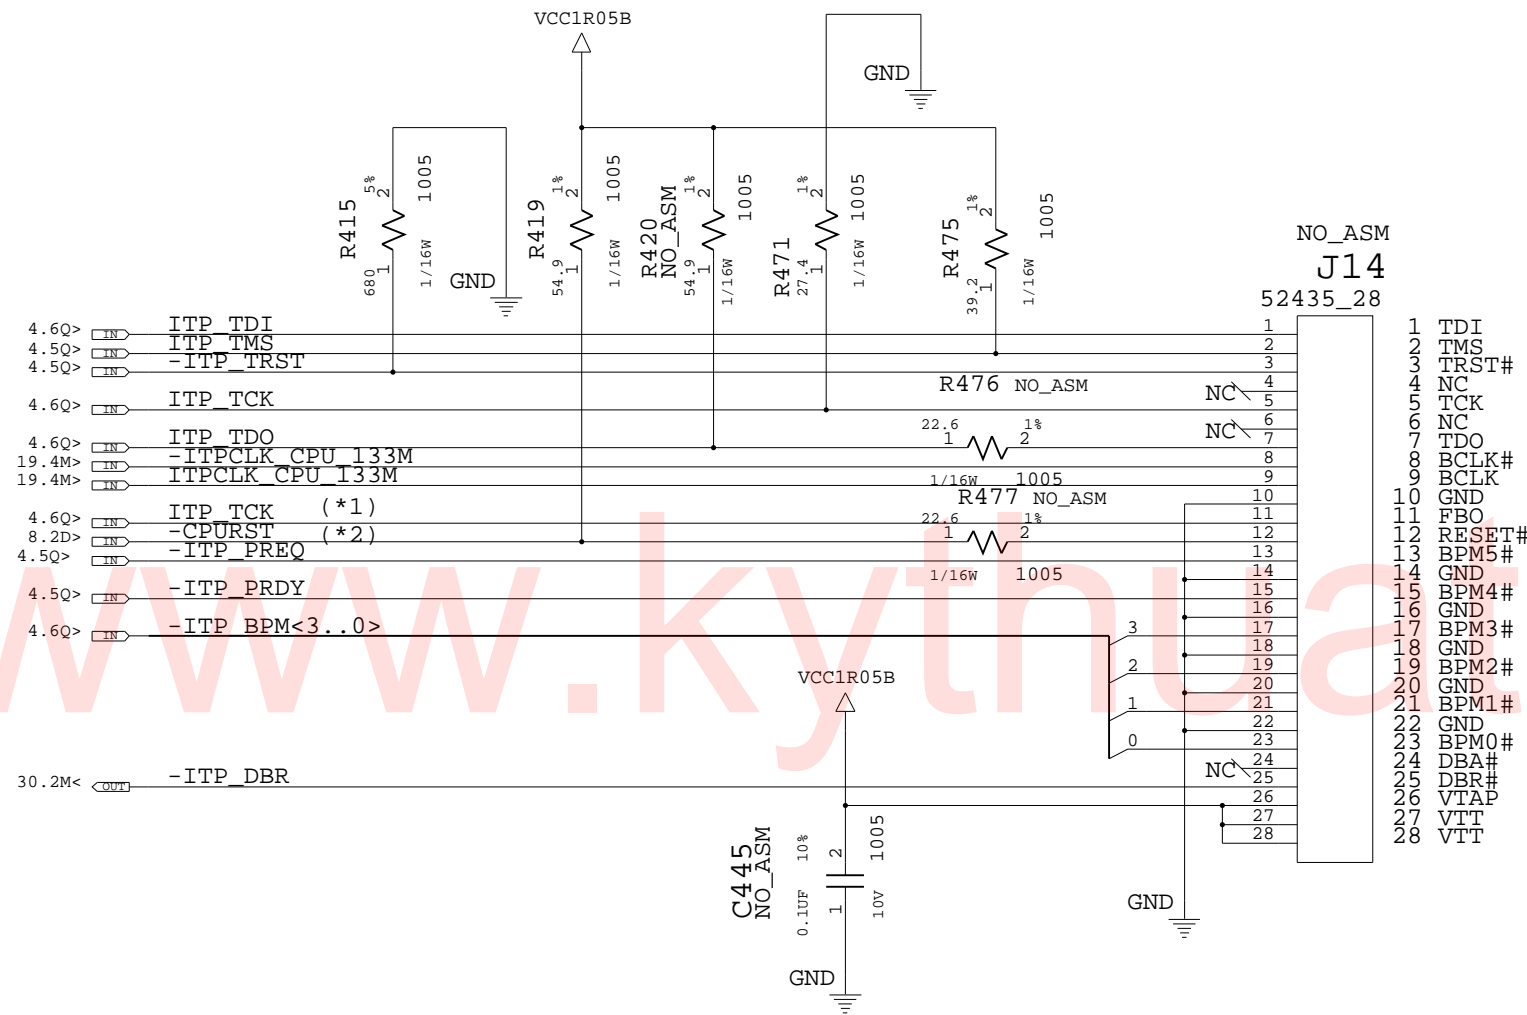 VCC1R05B
GND
R415
680
5%
2
1
1005
1/16W
GND
R419
54.9
1%
2
1
1005
1/16W
R420
NO_ASM
54.9
1%
2
1
1005
1/16W
R471
27.4
1%
2
1
1005
1/16W
R475
39.2
1%
2
1
1005
1/16W
NO_ASM
J14
52435_28
4.6Q> IN ITP_TDI 1 1 TDI
4.5Q> IN ITP_TMS 2 2 TMS
4.5Q> IN -ITP_TRST 3 3 TRST#
NC 4 4 NC
4.6Q> IN ITP_TCK 5 5 TCK
NC 6 6 NC
4.6Q> IN ITP_TDO 7 7 TDO
R476 NO_ASM
22.6 1%
1 2
1/16W 1005
19.4M> IN -ITPCLK_CPU_133M 8 8 BCLK#
19.4M> IN ITPCLK_CPU_133M 9 9 BCLK
10 10 GND
4.6Q> IN ITP_TCK (*1) 11 11 FBO
8.2D> IN -CPURST (*2) 12 12 RESET#
R477 NO_ASM
22.6 1%
1 2
1/16W 1005
4.5Q> IN -ITP_PREQ 13 13 BPM5#
14 14 GND
4.5Q> IN -ITP_PRDY 15 15 BPM4#
16 16 GND
4.6Q> IN -ITP_BPM<3..0> 3 17 17 BPM3#
18 18 GND
2 19 19 BPM2#
20 20 GND
1 21 21 BPM1#
22 22 GND
0 23 23 BPM0#
NC 24 24 DBA#
30.2M< OUT -ITP_DBR 25 25 DBR#
26 26 VTAP
27 27 VTT
28 28 VTT
VCC1R05B
C445
NO_ASM
0.1UF
10%
2
1
1005
10V
GND
GND
www.kythuat